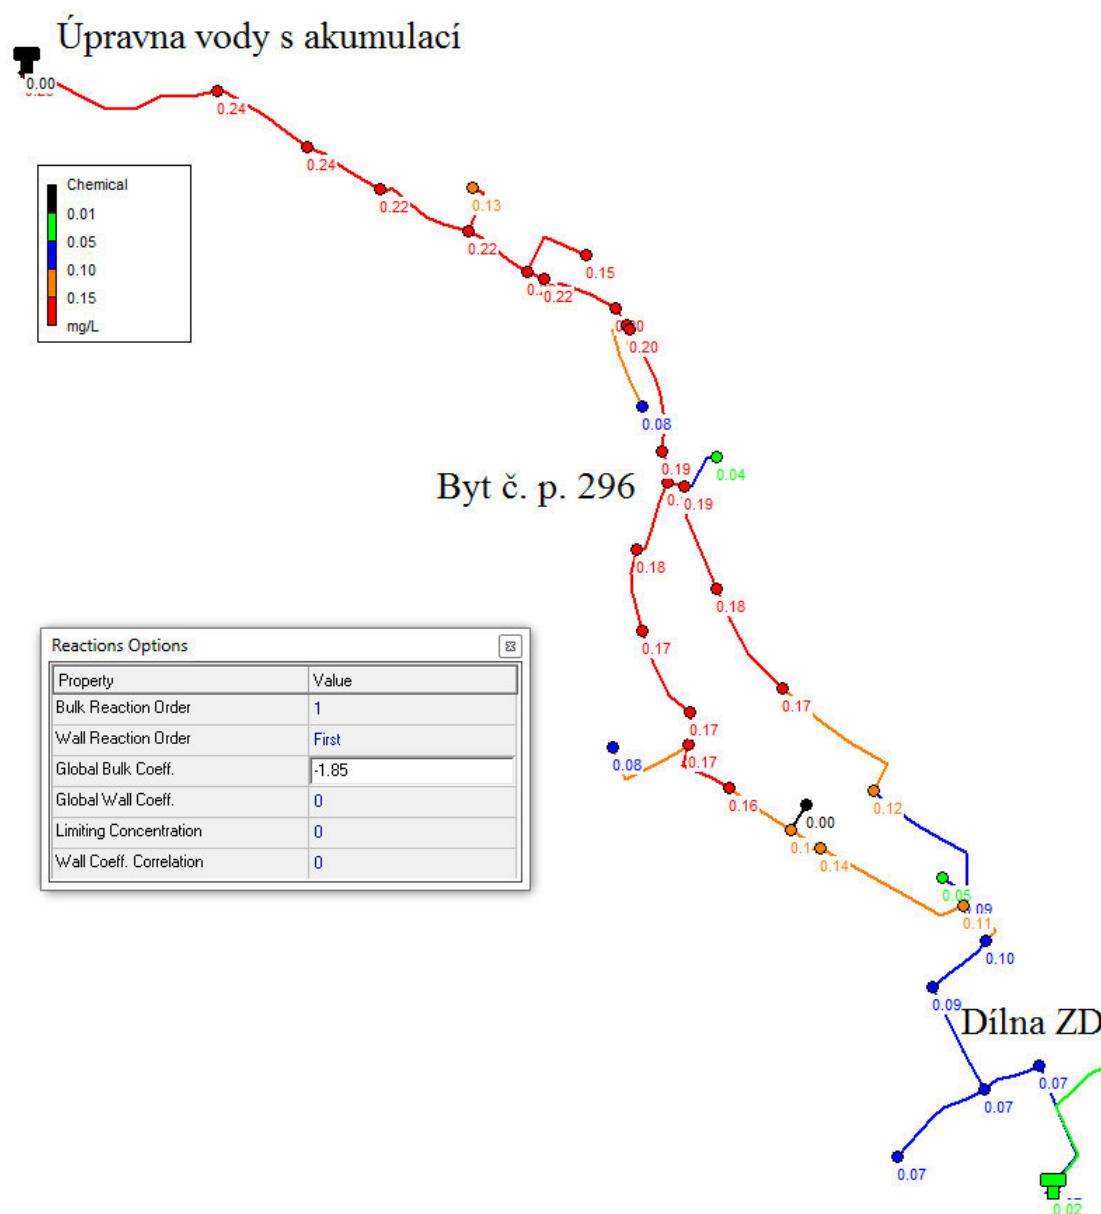 Úpravna vody s akumulací
0.00
0.24
0.24
Chemical
0.01
0.05
0.10
0.15
mg/L
0.22
0.13
0.22
0.15
0.22
0.20
0.08
0.19
0.04
Byt č. p. 296
0.19
0.18
0.18
0.17
0.17
0.17
0.17
0.08
0.16
0.00
0.12
0.14
0.05
0.09
0.11
0.10
0.09
Dílna ZD
0.07
0.07
0.07
0.02
Reactions Options
Property Value
Bulk Reaction Order 1
Wall Reaction Order First
Global Bulk Coeff. -1.85
Global Wall Coeff. 0
Limiting Concentration 0
Wall Coeff. Correlation 0